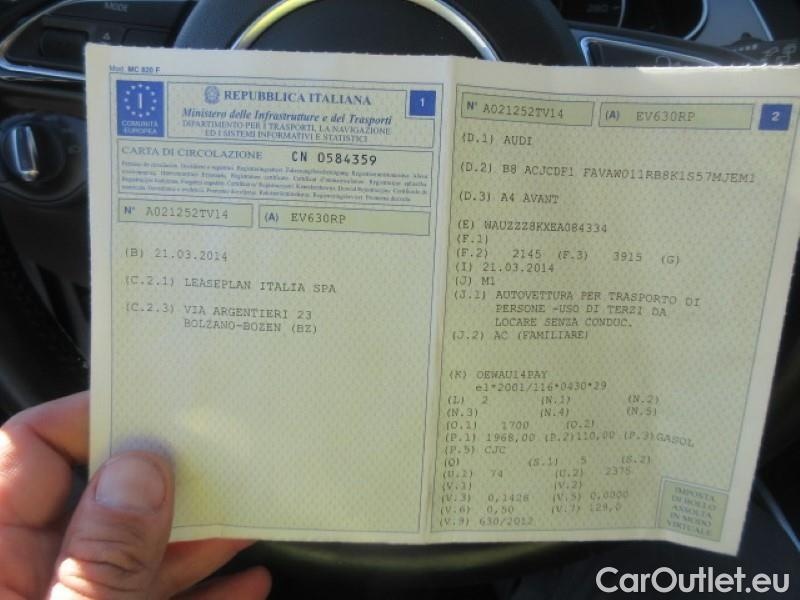 MODE
Mod. MC 820 F
I
COMUNITÀ
EUROPEA
REPUBBLICA ITALIANA
1
Ministero delle Infrastrutture e dei Trasporti
DIPARTIMENTO PER I TRASPORTI, LA NAVIGAZIONE
ED I SISTEMI INFORMATIVI E STATISTICI
CARTA DI CIRCOLAZIONE CN 0584359
N° A021252TV14 (A) EV630RP
(B) 21.03.2014
(C.2.1) LEASEPLAN ITALIA SPA
(C.2.3) VIA ARGENTIERI 23
BOLZANO-BOZEN (BZ)
N° A021252TV14 (A) EV630RP 2
(D.1) AUDI
(D.2) B8 ACJCDF1 FAVAW011RB8K1S57MJEM1
(D.3) A4 AVANT
(E) WAUZZZ8KXEA084334
(F.1)
(F.2) 2145 (F.3) 3915 (G)
(I) 21.03.2014
(J) M1
(J.1) AUTOVETTURA PER TRASPORTO DI
PERSONE -USO DI TERZI DA
LOCARE SENZA CONDUC.
(J.2) AC (FAMILIARE)
(K) OEWAU14PAY
e1*2001/116*0430*29
(L) 2 (N.1) (N.2)
(N.3) (N.4) (N.5)
(O.1) 1700 (O.2)
(P.1) 1968,00 (P.2)110,00 (P.3)GASOL
(P.5) CJC
(Q) (S.1) 5 (S.2)
(U.1) 74 (U.2) 2375
(V.1) (V.2)
(V.3) 0,1428 (V.5) 0,0000
(V.6) 0,50 (V.7) 129,0
(V.9) 630/2012
IMPOSTA
DI BOLLO
ASSOLTA
IN MODO
VIRTUALE
CarOutlet.eu